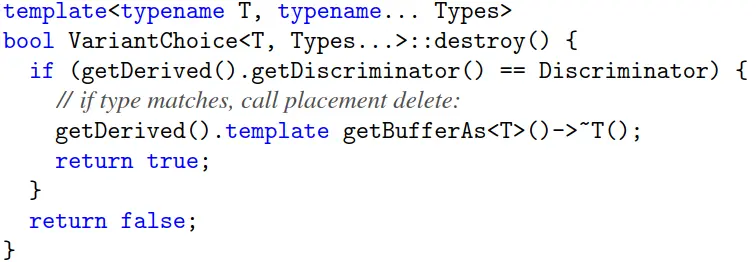 template<typename T, typename... Types>
bool VariantChoice<T, Types...>::destroy() {
  if (getDerived().getDiscriminator() == Discriminator) {
    // if type matches, call placement delete:
    getDerived().template getBufferAs<T>()->~T();
    return true;
  }
  return false;
}